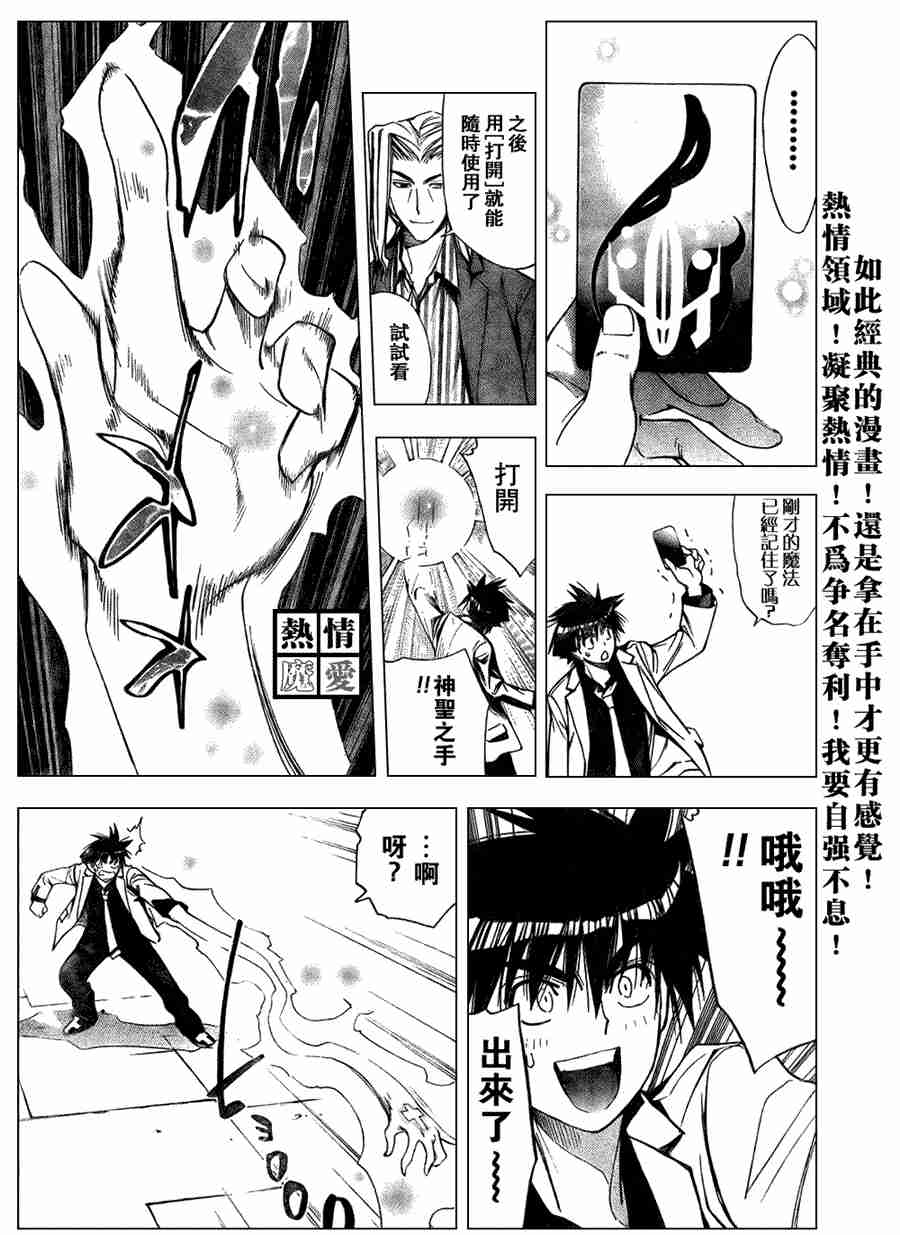 ………
之後
用[打開]就能
隨時使用了
試試看
剛才的魔法
已經記住了嗎？
打開
神聖之手
!!
熱情
魔愛
哦哦～
!!
出來了～
…啊
呀？
如此經典的漫畫！還是拿在手中才更有感覺！
熱情領域！凝聚熱情！不爲争名奪利！我要自强不息！